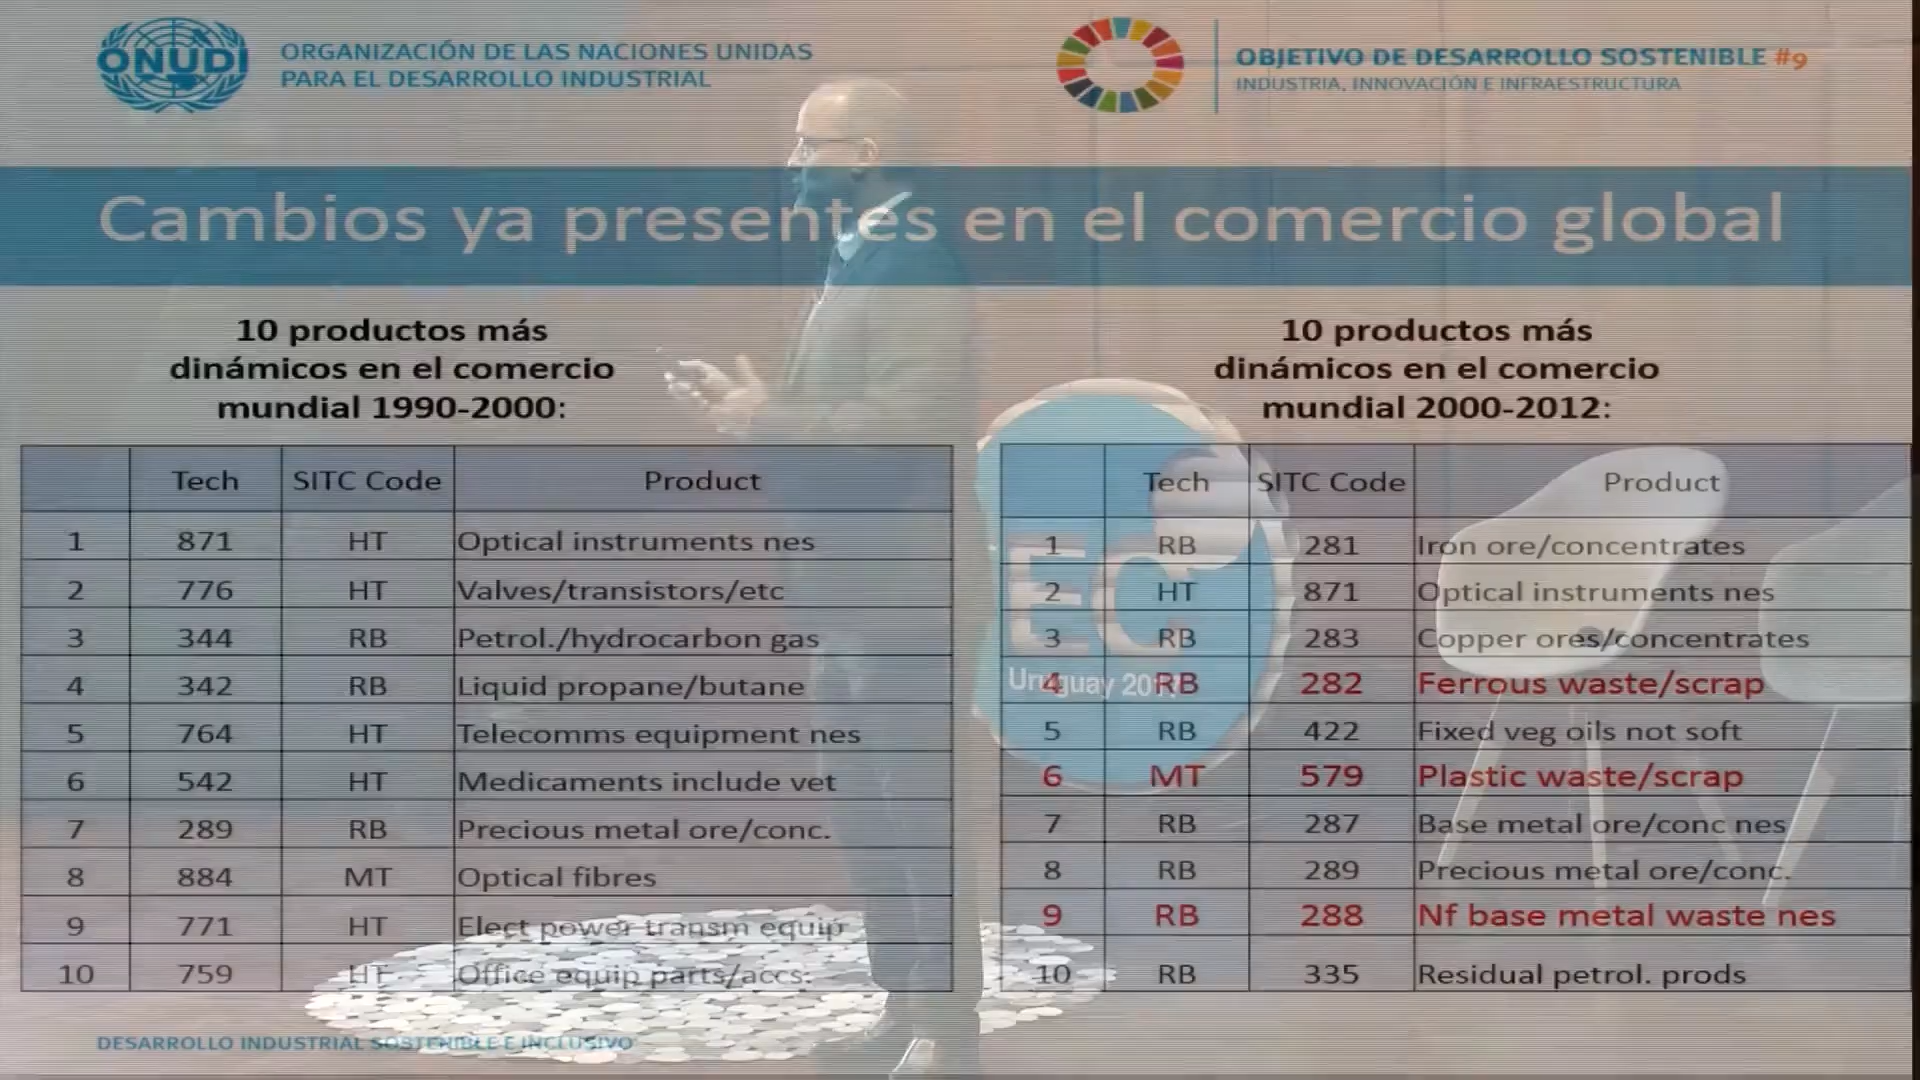 ONUDI
ORGANIZACIÓN DE LAS NACIONES UNIDAS
PARA EL DESARROLLO INDUSTRIAL
OBJETIVO DE DESARROLLO SOSTENIBLE #9
INDUSTRIA, INNOVACIÓN E INFRAESTRUCTURA
Cambios ya presentes en el comercio global
10 productos más
dinámicos en el comercio
mundial 1990-2000:
Tech SITC Code Product
1 871 HT Optical instruments nes
2 776 HT Valves/transistors/etc
3 344 RB Petrol./hydrocarbon gas
4 342 RB Liquid propane/butane
5 764 HT Telecomms equipment nes
6 542 HT Medicaments include vet
7 289 RB Precious metal ore/conc.
8 884 MT Optical fibres
9 771 HT Elect power transm equip
10 759 HT Office equip parts/accs.
10 productos más
dinámicos en el comercio
mundial 2000-2012:
Tech SITC Code Product
1 RB 281 Iron ore/concentrates
2 HT 871 Optical instruments nes
3 RB 283 Copper ores/concentrates
4 RB 282 Ferrous waste/scrap
5 RB 422 Fixed veg oils not soft
6 MT 579 Plastic waste/scrap
7 RB 287 Base metal ore/conc nes
8 RB 289 Precious metal ore/conc.
9 RB 288 Nf base metal waste nes
10 RB 335 Residual petrol. prods
EC
Uruguay
DESARROLLO INDUSTRIAL SOSTENIBLE E INCLUSIVO